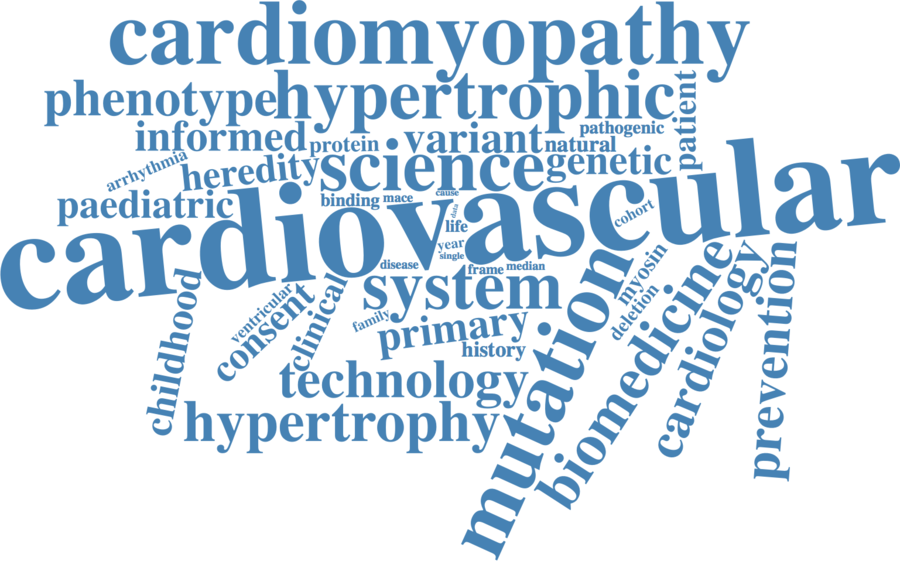 cardiomyopathy
phenotype
hypertrophic
patient
informed
protein
variant
pathogenic
natural
arrhythmia
heredity
science
genetic
paediatric
binding
mace
cause
data
life
cohort
cardiovascular
year
single
disease
frame
median
system
myosin
deletion
childhood
ventricular
consent
clinical
family
primary
history
mutation
biomedicine
cardiology
prevention
technology
hypertrophy